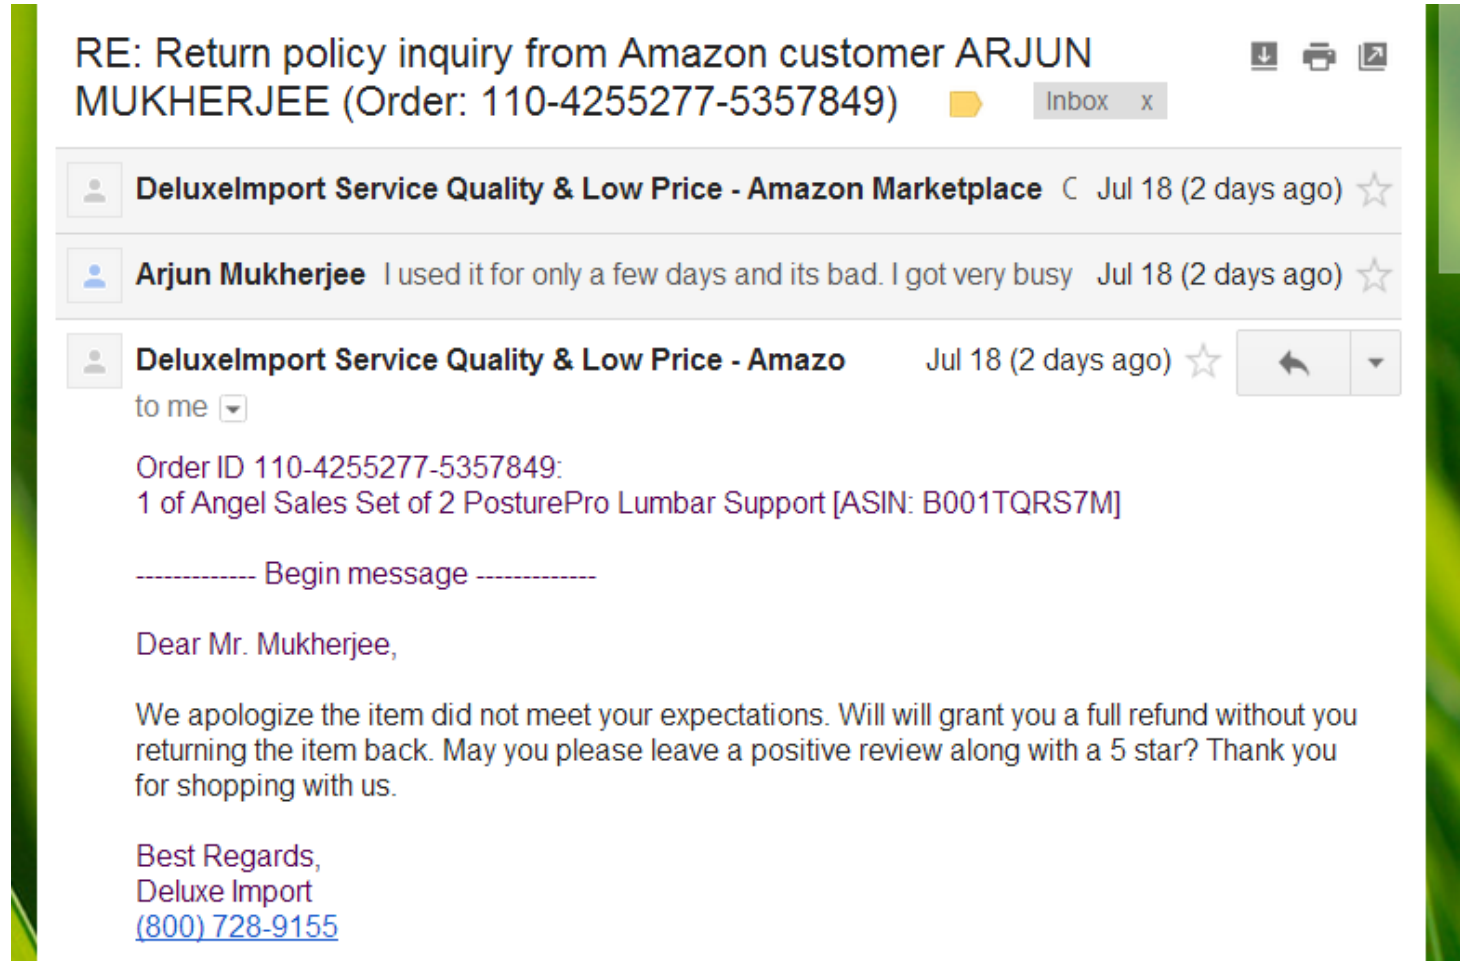 RE: Return policy inquiry from Amazon customer ARJUN
MUKHERJEE (Order: 110-4255277-5357849)
Inbox x
DeluxeImport Service Quality & Low Price - Amazon Marketplace Jul 18 (2 days ago)
Arjun Mukherjee I used it for only a few days and its bad. I got very busy Jul 18 (2 days ago)
DeluxeImport Service Quality & Low Price - Amazo Jul 18 (2 days ago)
to me
Order ID 110-4255277-5357849:
1 of Angel Sales Set of 2 PosturePro Lumbar Support [ASIN: B001TQRS7M]
------------- Begin message -------------
Dear Mr. Mukherjee,
We apologize the item did not meet your expectations. Will will grant you a full refund without you
returning the item back. May you please leave a positive review along with a 5 star? Thank you
for shopping with us.
Best Regards,
Deluxe Import
(800) 728-9155